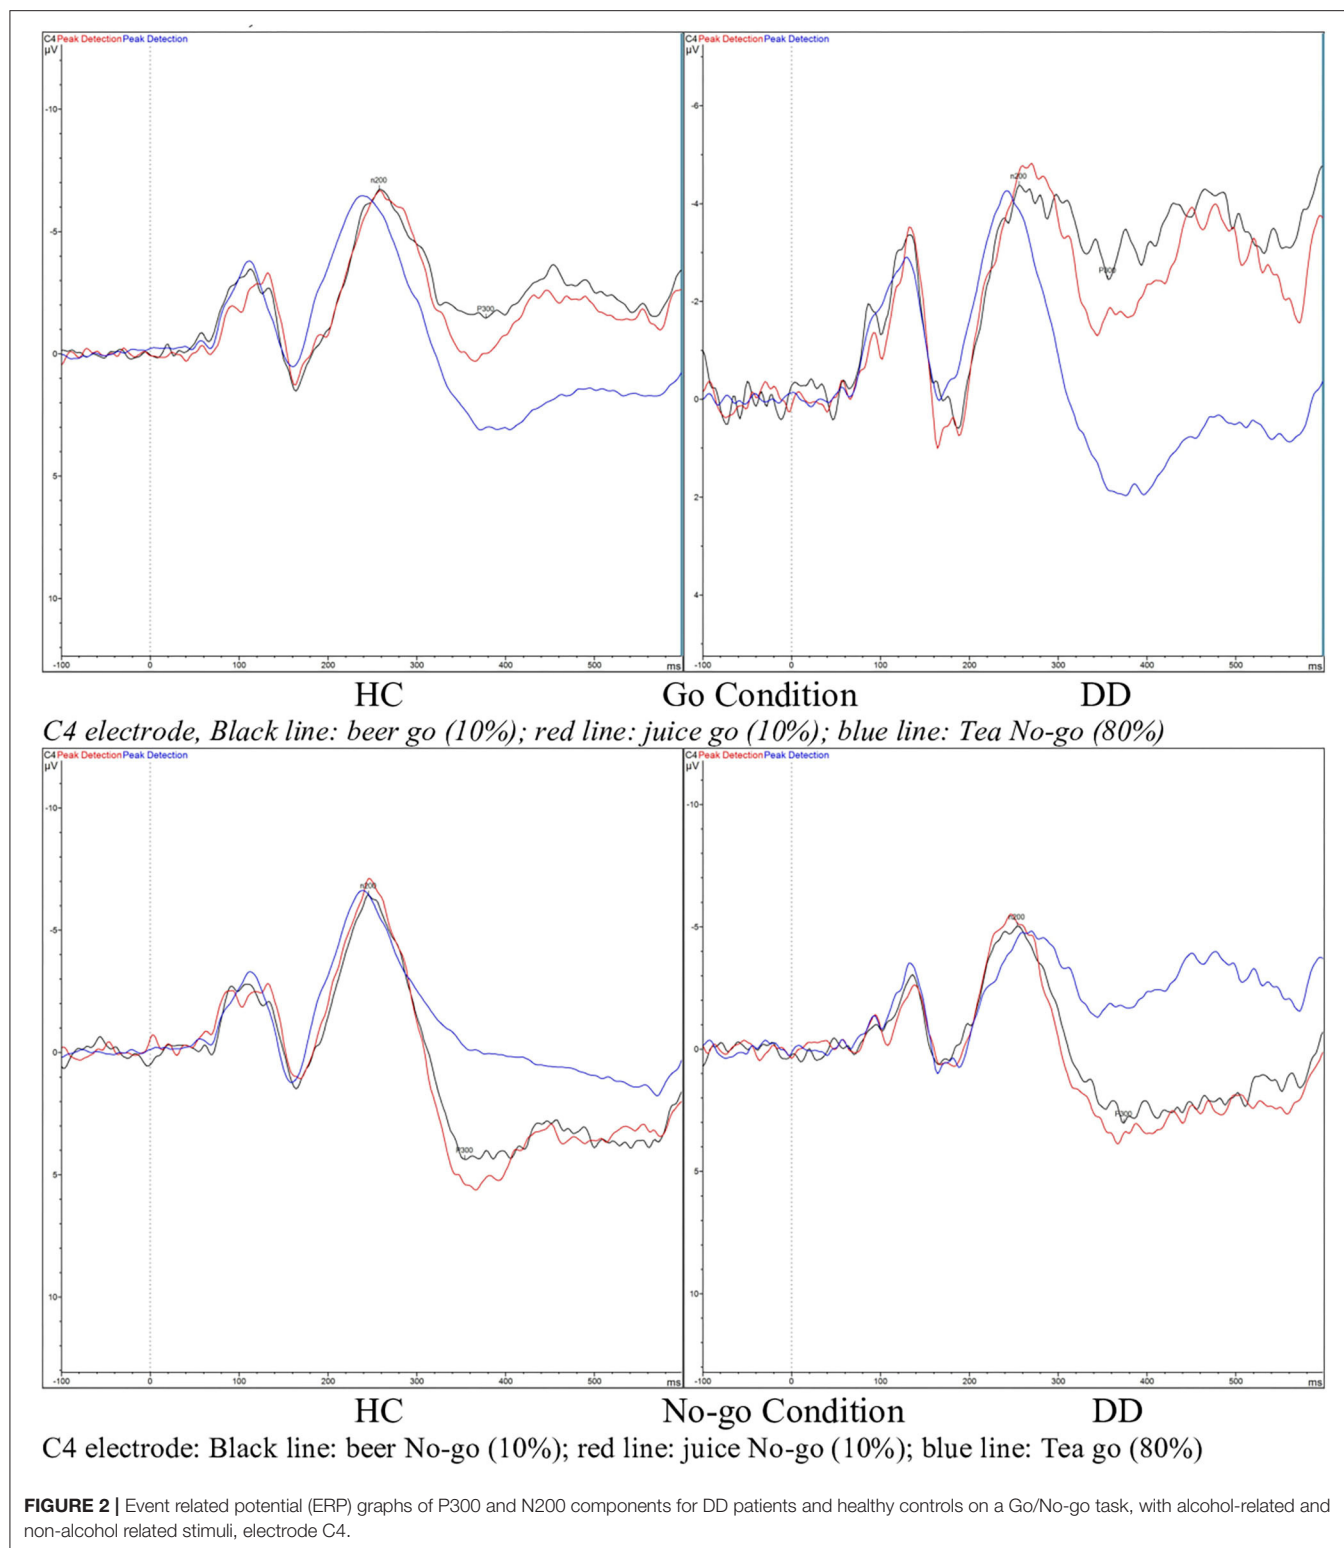 C4 Peak Detection Peak Detection
µV
-10
-5
0
5
10
n200
P300
-100 0 100 200 300 400 500 ms
C4 Peak Detection Peak Detection
µV
-6
-4
-2
0
2
4
n200
P300
-100 0 100 200 300 400 500 ms
HC Go Condition DD
C4 electrode, Black line: beer go (10%); red line: juice go (10%); blue line: Tea No-go (80%)
C4 Peak Detection Peak Detection
µV
-10
-5
0
5
10
n200
P300
-100 0 100 200 300 400 500 ms
C4 Peak Detection Peak Detection
µV
-10
-5
0
5
10
n200
P300
-100 0 100 200 300 400 500 ms
HC No-go Condition DD
C4 electrode: Black line: beer No-go (10%); red line: juice No-go (10%); blue line: Tea go (80%)
FIGURE 2 | Event related potential (ERP) graphs of P300 and N200 components for DD patients and healthy controls on a Go/No-go task, with alcohol-related and
non-alcohol related stimuli, electrode C4.